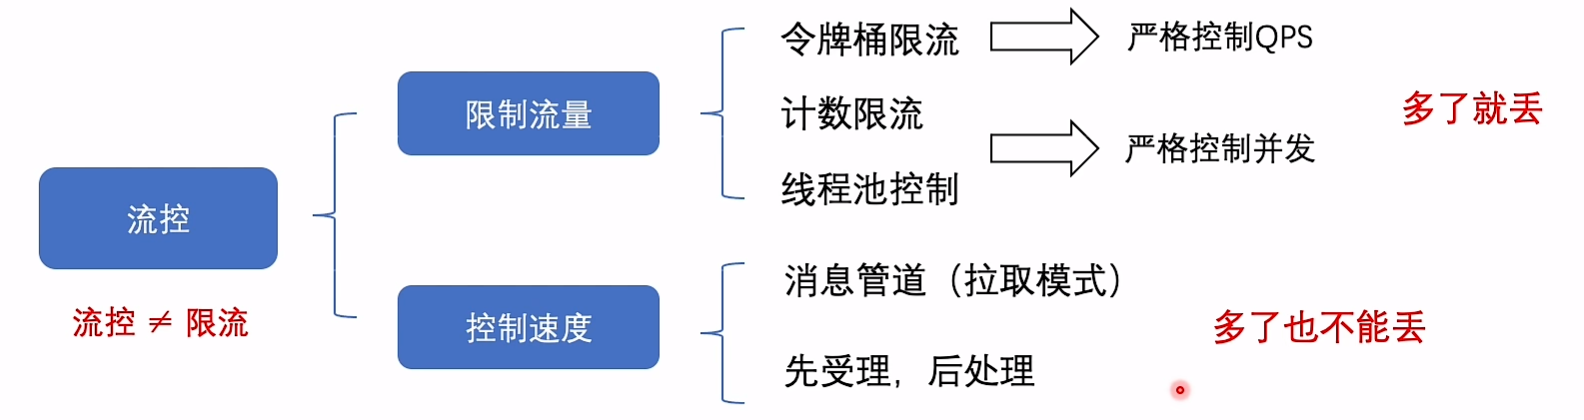 流控
流控 ≠ 限流
限制流量
令牌桶限流
严格控制QPS
计数限流
线程池控制
严格控制并发
多了就丢
控制速度
消息管道（拉取模式）
先受理，后处理
多了也不能丢